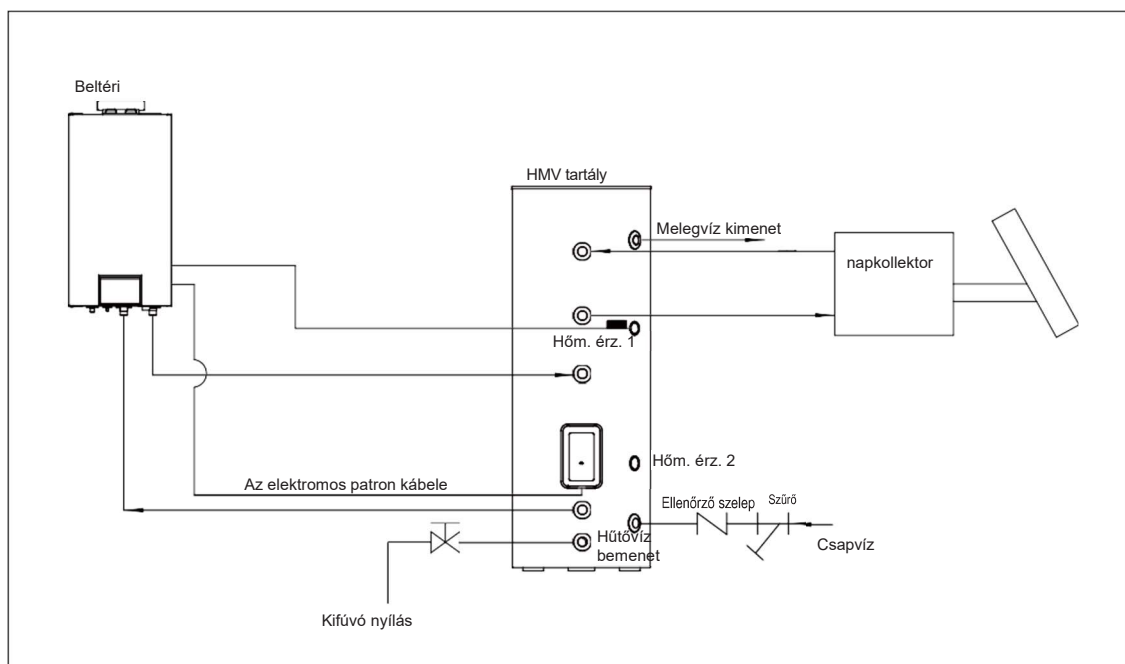 Beltéri
HMV tartály
Melegvíz kimenet
napkollektor
Hőm. érz. 1
Hőm. érz. 2
Az elektromos patron kábele
Ellenőrző szelep
Szűrő
Csapvíz
Hűtővíz
bemenet
Kifúvó nyílás